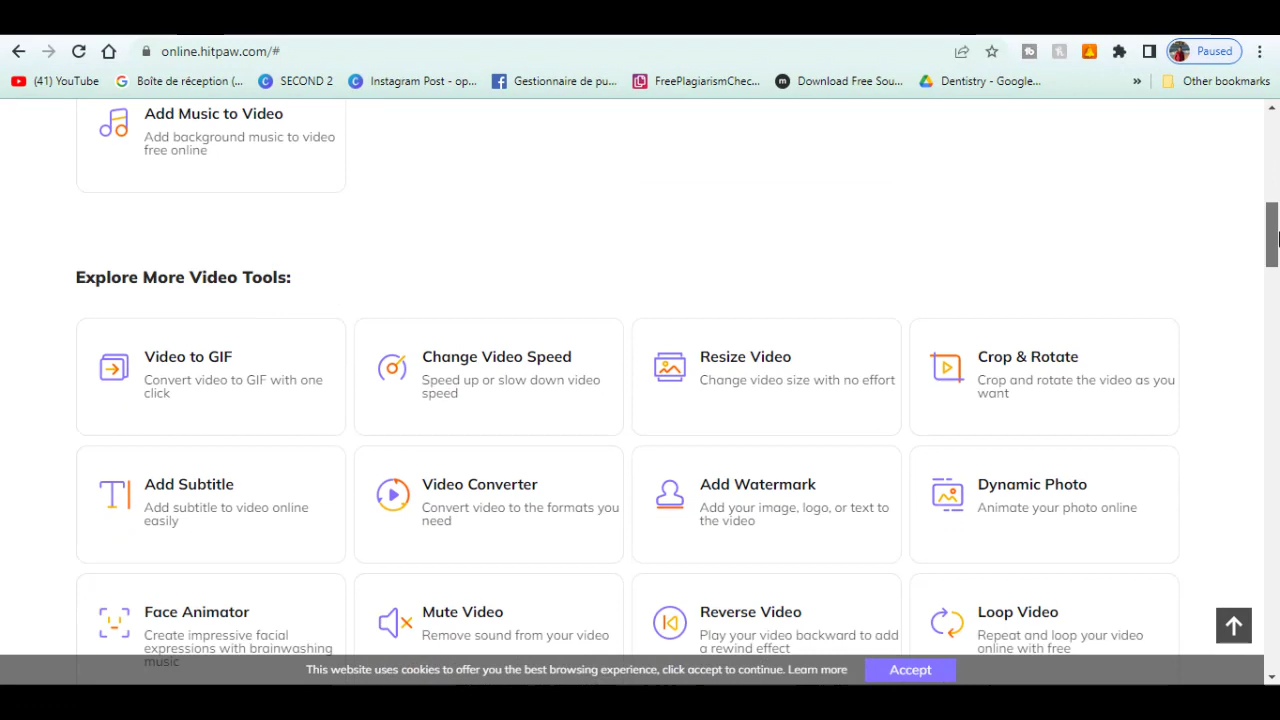 online.hitpaw.com/#
Paused
(41) YouTube
Boîte de réception (...
SECOND 2
Instagram Post - op...
Gestionnaire de pu...
FreePlagiarismChec...
Download Free Sou...
Dentistry - Google...
»
Other bookmarks
Add Music to Video
Add background music to video
free online
Explore More Video Tools:
Video to GIF
Convert video to GIF with one
click
Change Video Speed
Speed up or slow down video
speed
Resize Video
Change video size with no effort
Crop & Rotate
Crop and rotate the video as you
want
Add Subtitle
Add subtitle to video online
easily
Video Converter
Convert video to the formats you
need
Add Watermark
Add your image, logo, or text to
the video
Dynamic Photo
Animate your photo online
Face Animator
Create impressive facial
expressions with brainwashing
music
Mute Video
Remove sound from your video
Reverse Video
Play your video backward to add
a rewind effect
Loop Video
Repeat and loop your video
online with free
This website uses cookies to offer you the best browsing experience, click accept to continue. Learn more
Accept